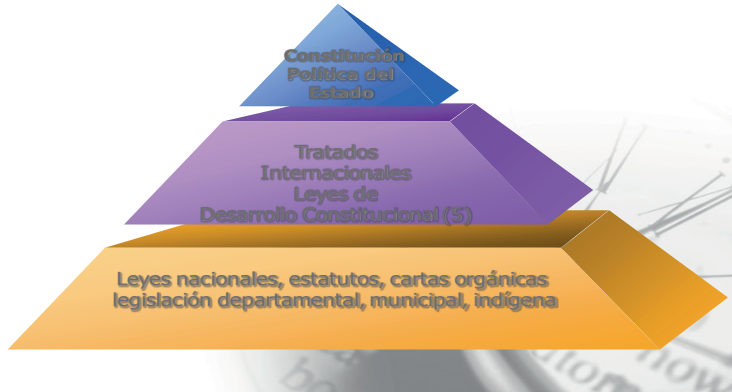 Constitución
Política del
Estado
Tratados
Internacionales
Leyes de
Desarrollo Constitucional (5)
Leyes nacionales, estatutos, cartas orgánicas
legislación departamental, municipal, indígena
now